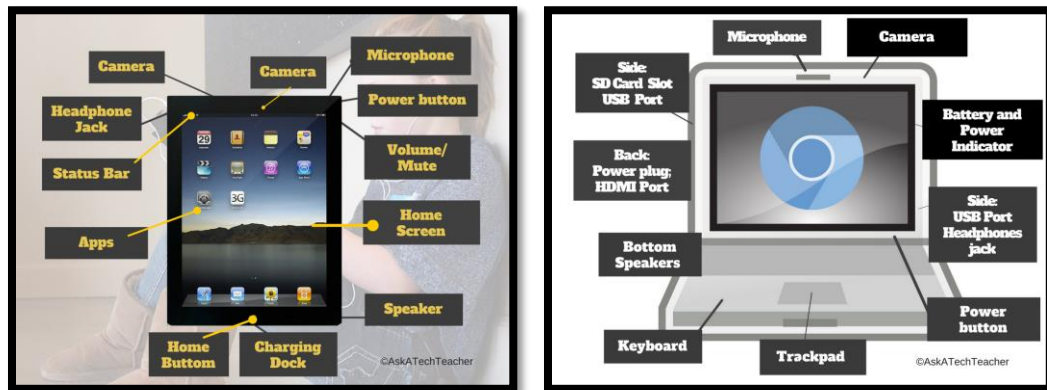 Camera
Camera
Microphone
Headphone
Jack
Power button
Status Bar
Volume/
Mute
Apps
Home
Screen
Speaker
Home
Buttom
Charging
Dock
29
3G
©AskATechTeacher
Microphone
Camera
Side:
SD Card Slot
USB Port
Battery and
Power
Indicator
Back:
Power plug;
HDMI Port
Side:
USB Port
Headphones
jack
Bottom
Speakers
Power
button
Keyboard
Trackpad
©AskATechTeacher